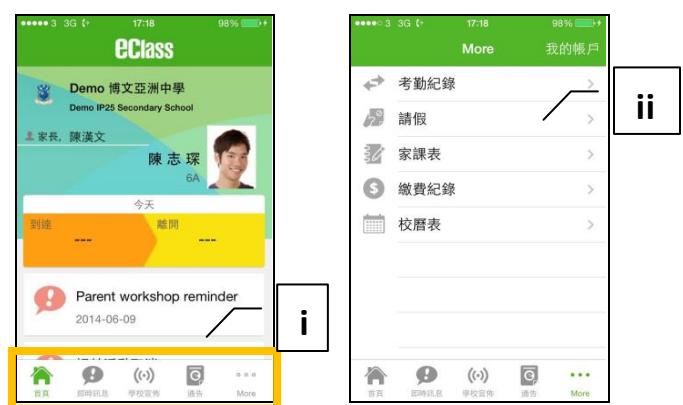 3 3G 17:18 98%
eClass
Demo 博文亞洲中學
Demo IP25 Secondary School
家長, 陳漢文
陳 志 琛
6A
今天
到達 離開
--- ---
Parent workshop reminder
2014-06-09
i
首頁 即時訊息 學校宣佈 通告 More
3 3G 17:18 98%
More 我的帳戶
考勤紀錄
請假
家課表
繳費紀錄
校曆表
ii
首頁 即時訊息 學校宣佈 通告 More